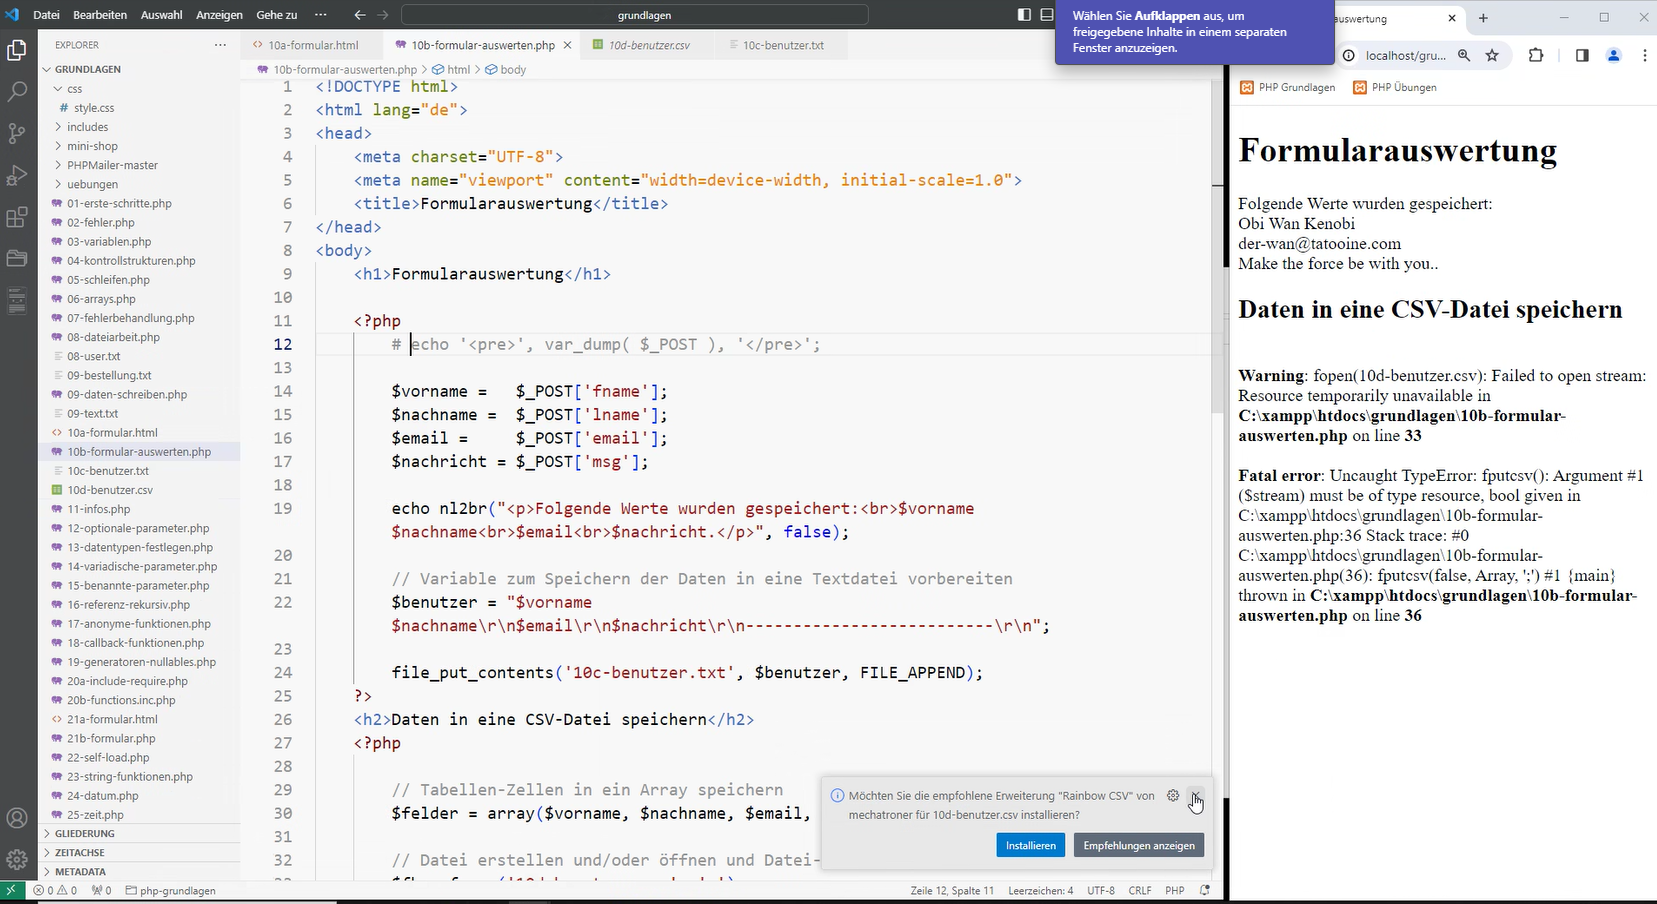 Datei Bearbeiten Auswahl Anzeigen Gehe zu ··· grundlagen
Wählen Sie Aufklappen aus, um
freigegebene Inhalte in einem separaten
Fenster anzuzeigen.
auswertung
localhost/gru...
PHP Grundlagen PHP Übungen
EXPLORER
GRUNDLAGEN
css
# style.css
includes
mini-shop
PHPMailer-master
uebungen
01-erste-schritte.php
02-fehler.php
03-variablen.php
04-kontrollstrukturen.php
05-schleifen.php
06-arrays.php
07-fehlerbehandlung.php
08-dateiarbeit.php
08-user.txt
09-bestellung.txt
09-daten-schreiben.php
09-text.txt
10a-formular.html
10b-formular-auswerten.php
10c-benutzer.txt
10d-benutzer.csv
11-infos.php
12-optionale-parameter.php
13-datentypen-festlegen.php
14-variadische-parameter.php
15-benannte-parameter.php
16-referenz-rekursiv.php
17-anonyme-funktionen.php
18-callback-funktionen.php
19-generatoren-nullables.php
20a-include-require.php
20b-functions.inc.php
21a-formular.html
21b-formular.php
22-self-load.php
23-string-funktionen.php
24-datum.php
25-zeit.php
GLIEDERUNG
ZEITACHSE
METADATA
10a-formular.html 10b-formular-auswerten.php 10d-benutzer.csv 10c-benutzer.txt
10b-formular-auswerten.php > html > body
1 <!DOCTYPE html>
2 <html lang="de">
3 <head>
4 <meta charset="UTF-8">
5 <meta name="viewport" content="width=device-width, initial-scale=1.0">
6 <title>Formularauswertung</title>
7 </head>
8 <body>
9 <h1>Formularauswertung</h1>
10
11 <?php
12 # echo '<pre>', var_dump( $_POST ), '</pre>';
13
14 $vorname = $_POST['fname'];
15 $nachname = $_POST['lname'];
16 $email = $_POST['email'];
17 $nachricht = $_POST['msg'];
18
19 echo nl2br("<p>Folgende Werte wurden gespeichert:<br>$vorname
$nachname<br>$email<br>$nachricht.</p>", false);
20
21 // Variable zum Speichern der Daten in eine Textdatei vorbereiten
22 $benutzer = "$vorname
$nachname\r\n$email\r\n$nachricht\r\n--------------------------\r\n";
23
24 file_put_contents('10c-benutzer.txt', $benutzer, FILE_APPEND);
25 ?>
26 <h2>Daten in eine CSV-Datei speichern</h2>
27 <?php
28
29 // Tabellen-Zellen in ein Array speichern
30 $felder = array($vorname, $nachname, $email,
31
32 // Datei erstellen und/oder öffnen und Datei-
Möchten Sie die empfohlene Erweiterung "Rainbow CSV" von
mechatroner für 10d-benutzer.csv installieren?
Installieren Empfehlungen anzeigen
0 0 0 php-grundlagen Zeile 12, Spalte 11 Leerzeichen: 4 UTF-8 CRLF PHP
Formularauswertung
Folgende Werte wurden gespeichert:
Obi Wan Kenobi
der-wan@tatooine.com
Make the force be with you..
Daten in eine CSV-Datei speichern
Warning: fopen(10d-benutzer.csv): Failed to open stream:
Resource temporarily unavailable in
C:\xampp\htdocs\grundlagen\10b-formular-
auswerten.php on line 33
Fatal error: Uncaught TypeError: fputcsv(): Argument #1
($stream) must be of type resource, bool given in
C:\xampp\htdocs\grundlagen\10b-formular-
auswerten.php:36 Stack trace: #0
C:\xampp\htdocs\grundlagen\10b-formular-
auswerten.php(36): fputcsv(false, Array, ';') #1 {main}
thrown in C:\xampp\htdocs\grundlagen\10b-formular-
auswerten.php on line 36